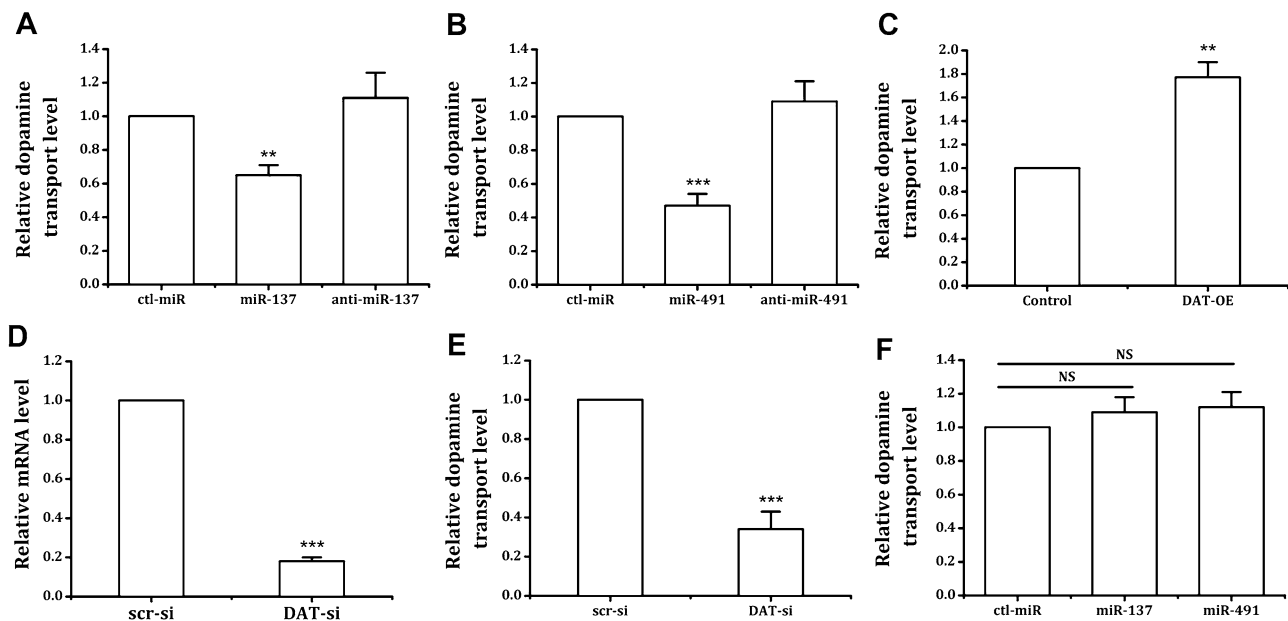 A
Relative dopamine
transport level
1.4
1.2
1.0
0.8
0.6
0.4
0.2
0.0
**
ctl-miR
miR-137
anti-miR-137
B
Relative dopamine
transport level
1.4
1.2
1.0
0.8
0.6
0.4
0.2
0.0
***
ctl-miR
miR-491
anti-miR-491
C
Relative dopamine
transport level
2.0
1.8
1.6
1.4
1.2
1.0
0.8
0.6
0.4
0.2
0.0
**
Control
DAT-OE
D
Relative mRNA level
1.2
1.0
0.8
0.6
0.4
0.2
0.0
***
scr-si
DAT-si
E
Relative dopamine
transport level
1.2
1.0
0.8
0.6
0.4
0.2
0.0
***
scr-si
DAT-si
F
Relative dopamine
transport level
1.4
1.2
1.0
0.8
0.6
0.4
0.2
0.0
NS
NS
ctl-miR
miR-137
miR-491